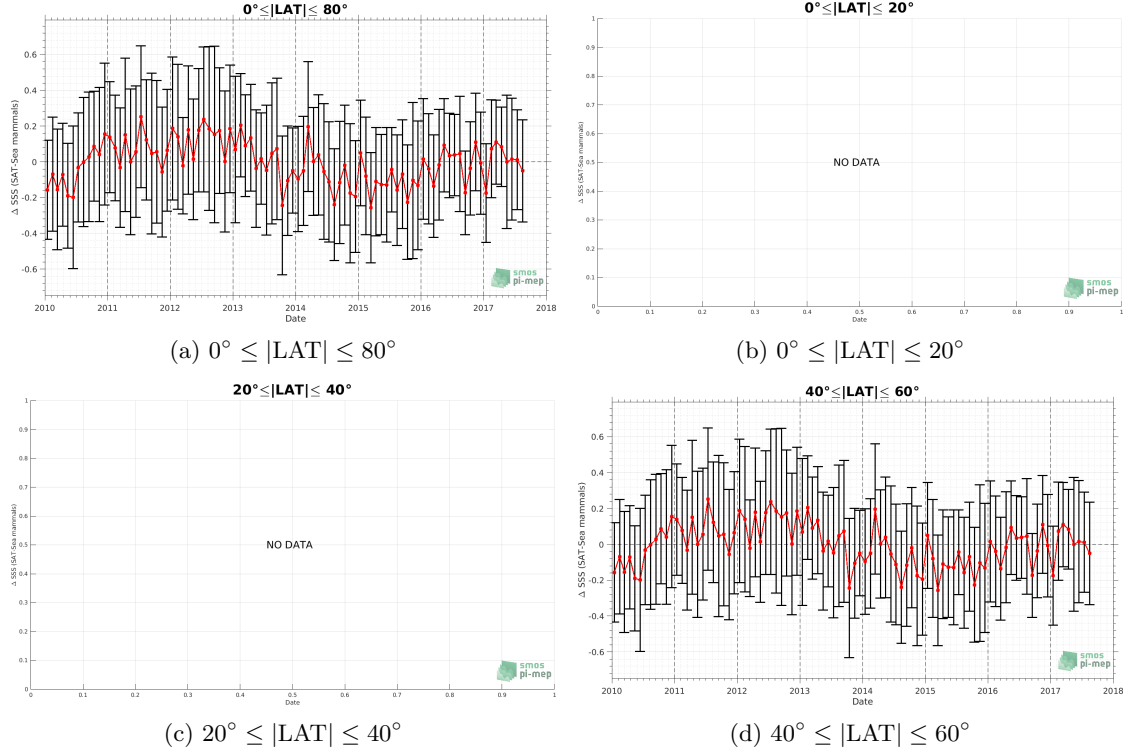 0°≤|LAT|≤ 80°
Δ SSS (SAT-Sea mammals)
0.6
0.4
0.2
0
-0.2
-0.4
-0.6
2010 2011 2012 2013 2014 2015 2016 2017 2018
Date
smos
pi-mep
(a) 0° ≤ |LAT| ≤ 80°
0°≤|LAT|≤ 20°
Δ SSS (SAT-Sea mammals)
1
0.9
0.8
0.7
0.6
0.5
0.4
0.3
0.2
0.1
0
NO DATA
0 0.1 0.2 0.3 0.4 0.5 0.6 0.7 0.8 0.9 1
Date
smos
pi-mep
(b) 0° ≤ |LAT| ≤ 20°
20°≤|LAT|≤ 40°
Δ SSS (SAT-Sea mammals)
1
0.9
0.8
0.7
0.6
0.5
0.4
0.3
0.2
0.1
0
NO DATA
0 0.1 0.2 0.3 0.4 0.5 0.6 0.7 0.8 0.9 1
Date
smos
pi-mep
(c) 20° ≤ |LAT| ≤ 40°
40°≤|LAT|≤ 60°
Δ SSS (SAT-Sea mammals)
0.6
0.4
0.2
0
-0.2
-0.4
-0.6
2010 2011 2012 2013 2014 2015 2016 2017 2018
Date
smos
pi-mep
(d) 40° ≤ |LAT| ≤ 60°